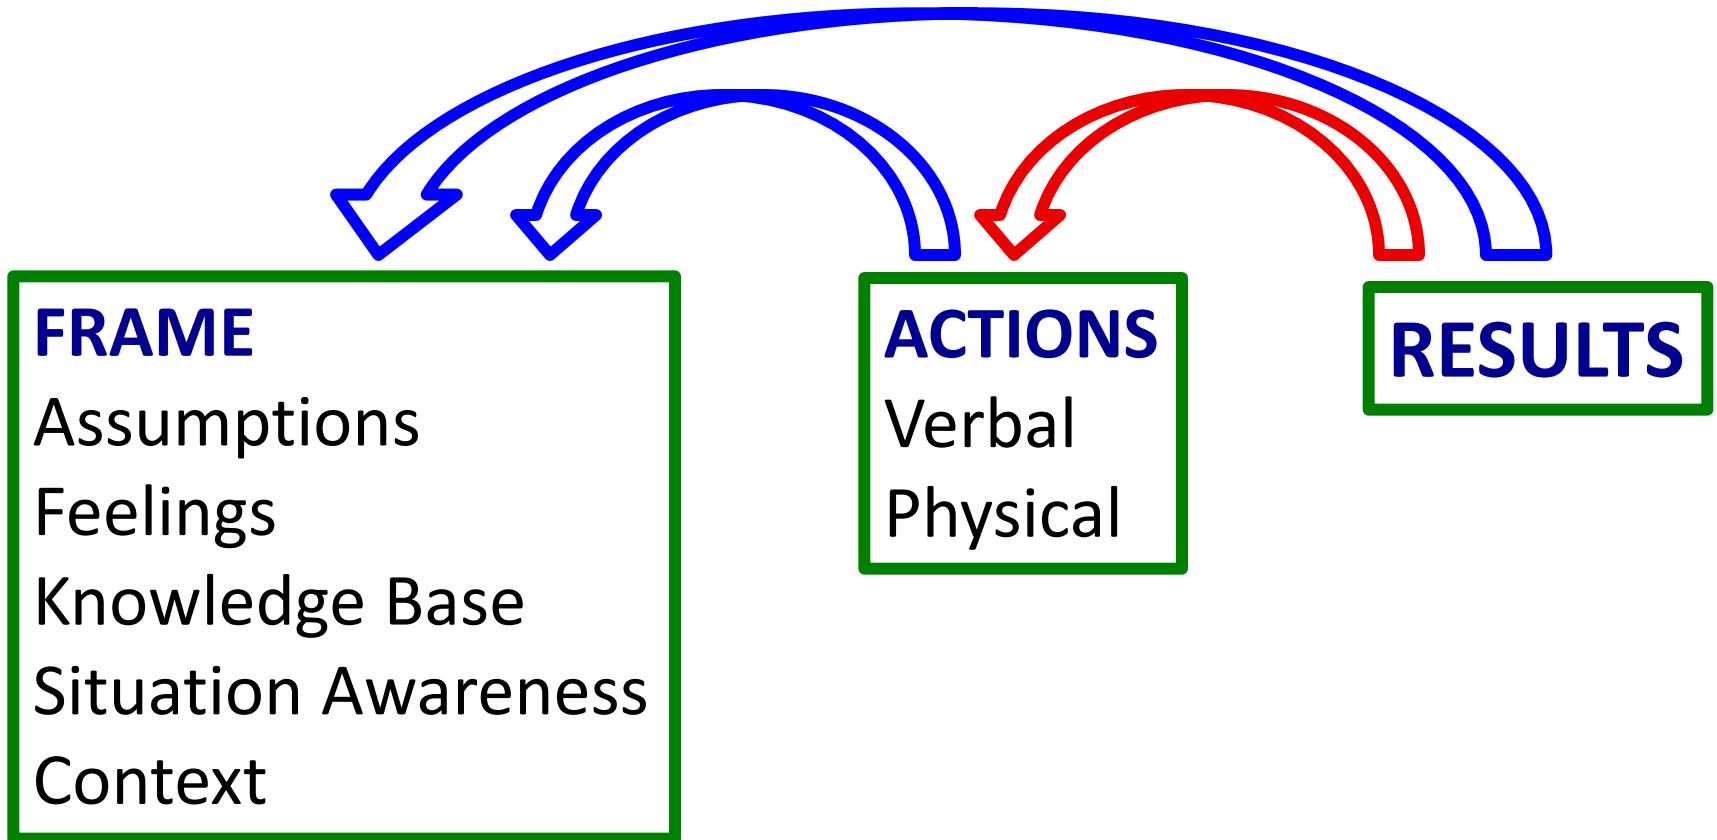 FRAME
Assumptions
Feelings
Knowledge Base
Situation Awareness
Context
ACTIONS
Verbal
Physical
RESULTS